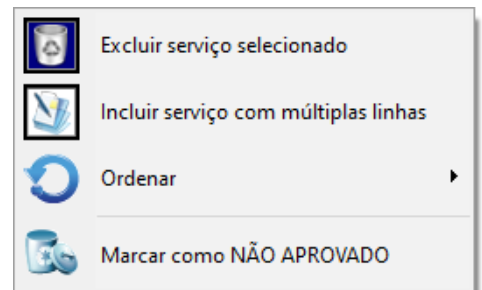 Excluir serviço selecionado
Incluir serviço com múltiplas linhas
Ordenar
Marcar como NÃO APROVADO